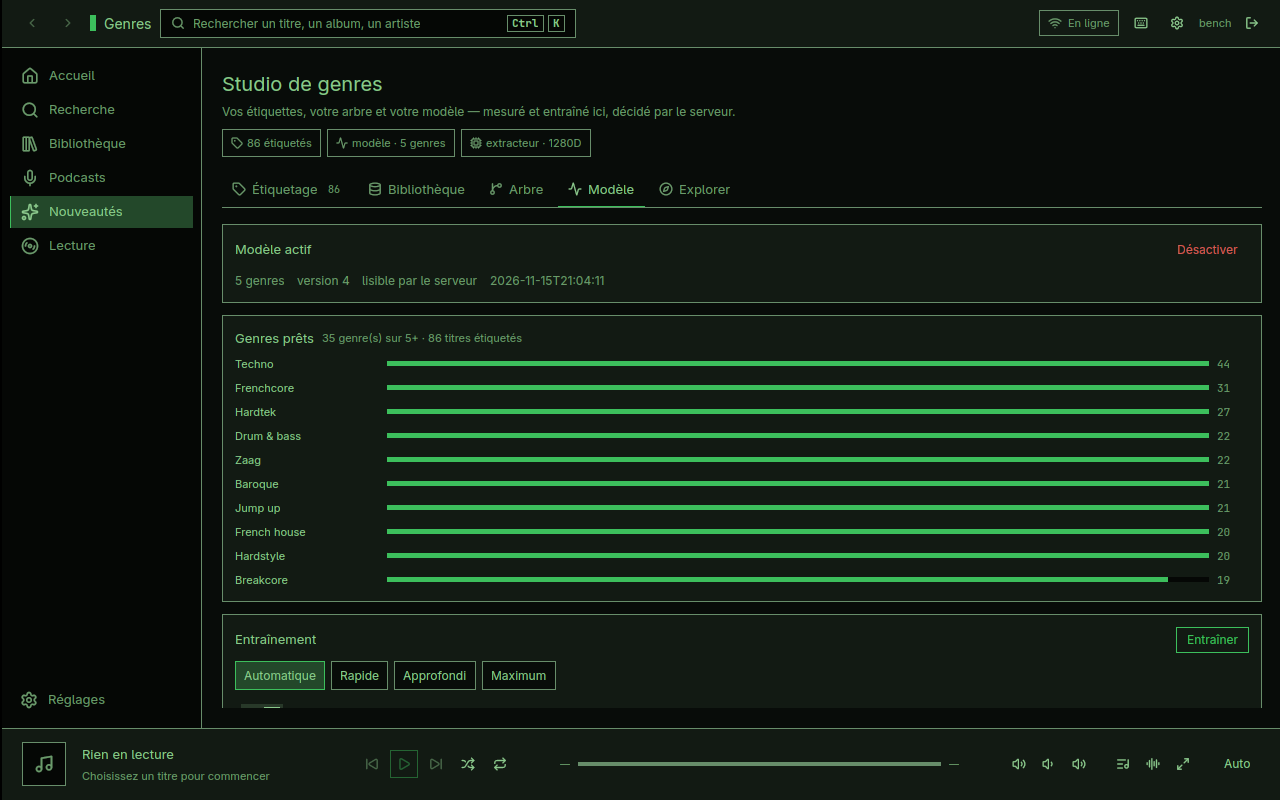 Genres
Rechercher un titre, un album, un artiste
Ctrl K
En ligne
bench
Accueil
Recherche
Bibliothèque
Podcasts
Nouveautés
Lecture
Réglages
Studio de genres
Vos étiquettes, votre arbre et votre modèle — mesuré et entraîné ici, décidé par le serveur.
86 étiquetés
modèle · 5 genres
extracteur · 1280D
Étiquetage 86
Bibliothèque
Arbre
Modèle
Explorer
Modèle actif
Désactiver
5 genres version 4 lisible par le serveur 2026-11-15T21:04:11
Genres prêts 35 genre(s) sur 5+ · 86 titres étiquetés
Techno 44
Frenchcore 31
Hardtek 27
Drum & bass 22
Zaag 22
Baroque 21
Jump up 21
French house 20
Hardstyle 20
Breakcore 19
Entraînement
Entraîner
Automatique
Rapide
Approfondi
Maximum
Rien en lecture
Choisissez un titre pour commencer
— —
Auto